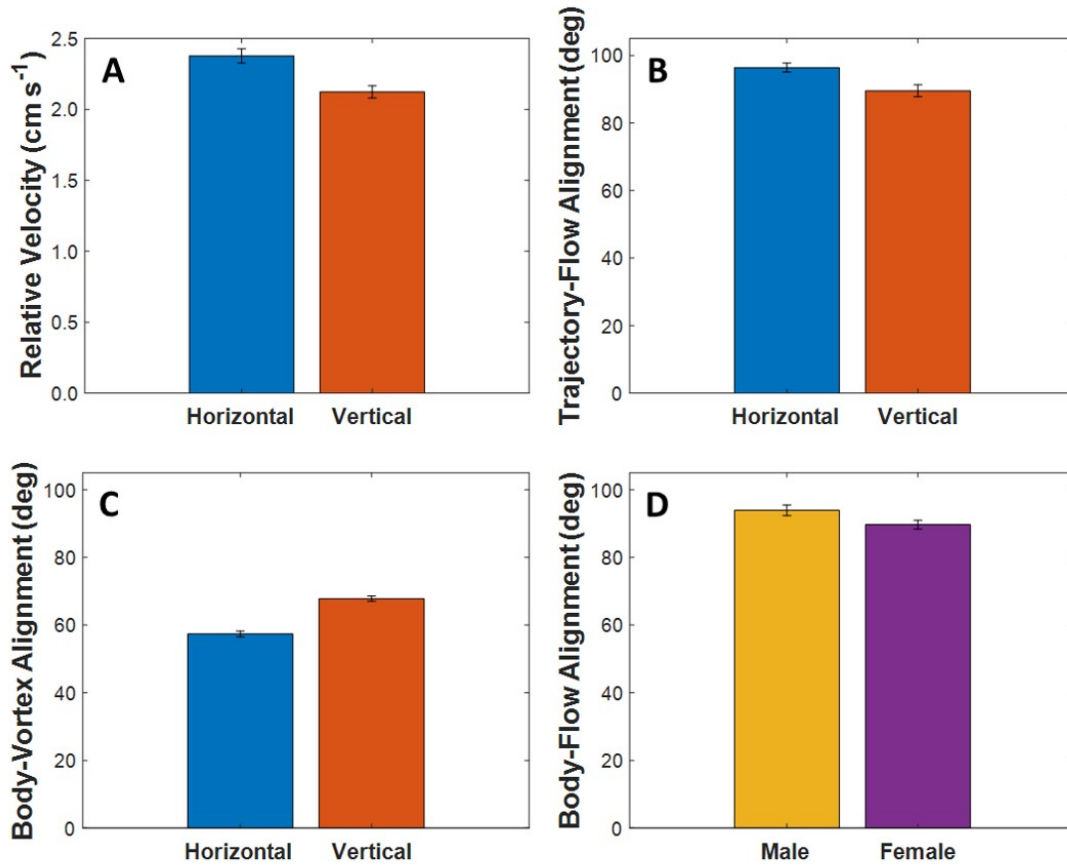 A
Relative Velocity (cm s⁻¹)
2.5
2.0
1.5
1.0
0.5
0.0
Horizontal Vertical
B
Trajectory-Flow Alignment (deg)
100
80
60
40
20
0
Horizontal Vertical
C
Body-Vortex Alignment (deg)
100
80
60
40
20
0
Horizontal Vertical
D
Body-Flow Alignment (deg)
100
80
60
40
20
0
Male Female